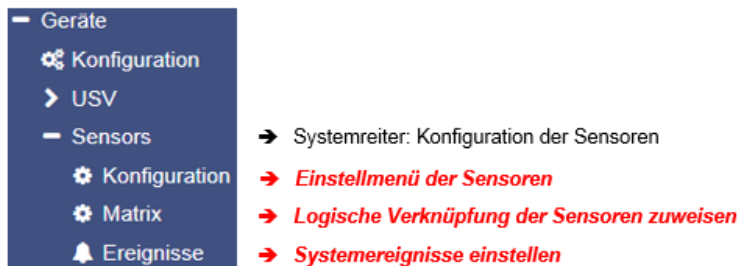 Geräte
Konfiguration
USV
Sensors → Systemreiter: Konfiguration der Sensoren
Konfiguration → Einstellmenü der Sensoren
Matrix → Logische Verknüpfung der Sensoren zuweisen
Ereignisse → Systemereignisse einstellen